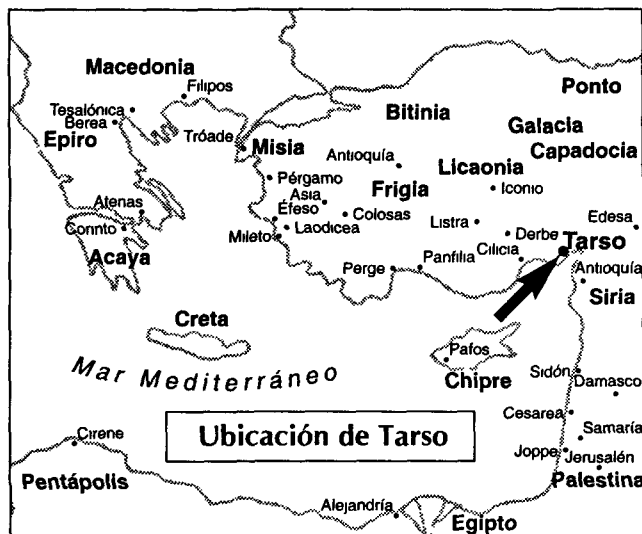 Macedonia
Filipos
Tesalónica
Berea
Epiro
Tróade
Misia
Bitinia
Ponto
Galacia
Capadocia
Antioquía
Licaonia
Iconio
Pérgamo
Asia
Frigia
Éfeso
Colosas
Laodicea
Mileto
Atenas
Connto
Acaya
Listra
Derbe
Tarso
Edesa
Perge
Panfilia
Cilicia
Antioquía
Siria
Creta
Mar Mediterráneo
Pafos
Chipre
Sidón
Damasco
Cesarea
Samaría
Joppe
Jerusalén
Palestina
Cirene
Pentápolis
Ubicación de Tarso
Alejandría
Egipto